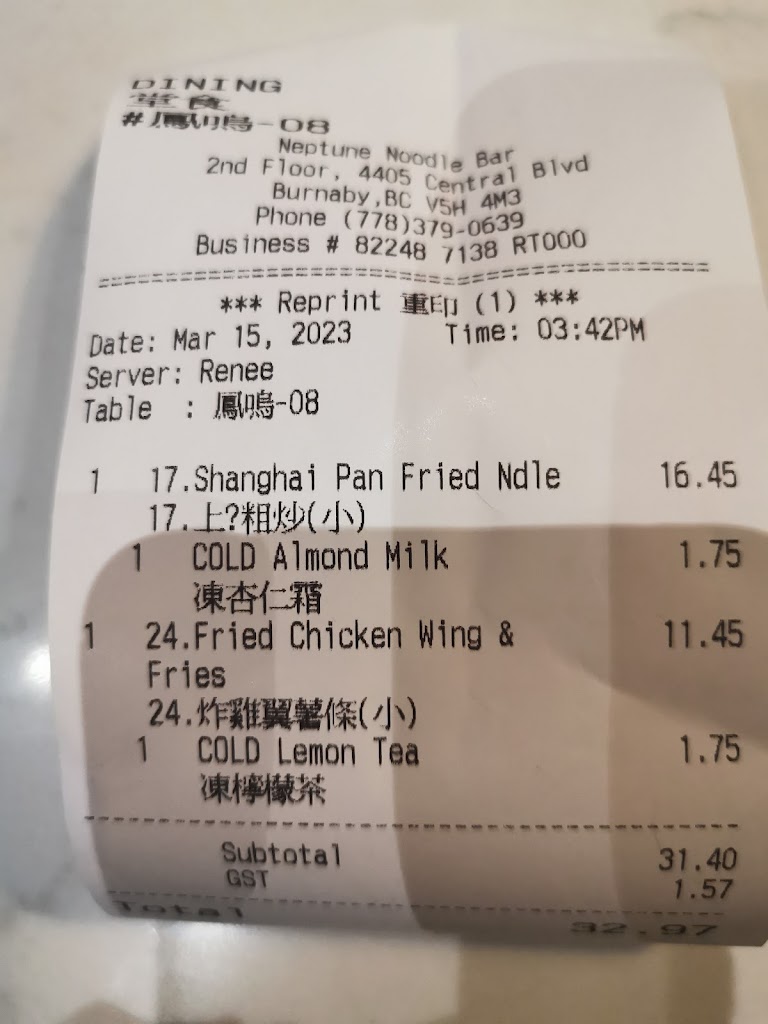 DINING
堂食
#鳳鳴-08
Neptune Noodle Bar
2nd Floor, 4405 Central Blvd
Burnaby,BC V5H 4M3
Phone (778)379-0639
Business # 82248 7138 RT000
*** Reprint 重印 (1) ***
Date: Mar 15, 2023 Time: 03:42PM
Server: Renee
Table : 鳳鳴-08
1 17.Shanghai Pan Fried Ndle 16.45
17.上?粗炒(小)
1 COLD Almond Milk 1.75
凍杏仁霜
1 24.Fried Chicken Wing & 11.45
Fries
24.炸雞翼薯條(小)
1 COLD Lemon Tea 1.75
凍檸檬茶
Subtotal 31.40
GST 1.57
Total 32.97